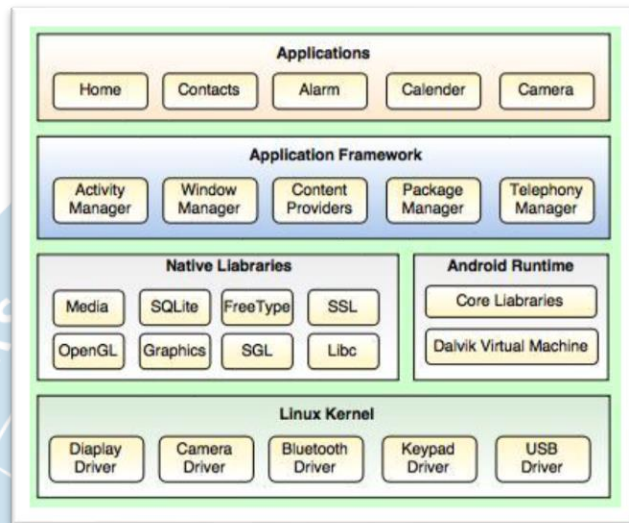 Applications
Home Contacts Alarm Calender Camera
Application Framework
Activity Manager Window Manager Content Providers Package Manager Telephony Manager
Native Liabraries
Media SQLite FreeType SSL
OpenGL Graphics SGL Libc
Android Runtime
Core Liabraries
Dalvik Virtual Machine
Linux Kernel
Diaplay Driver Camera Driver Bluetooth Driver Keypad Driver USB Driver